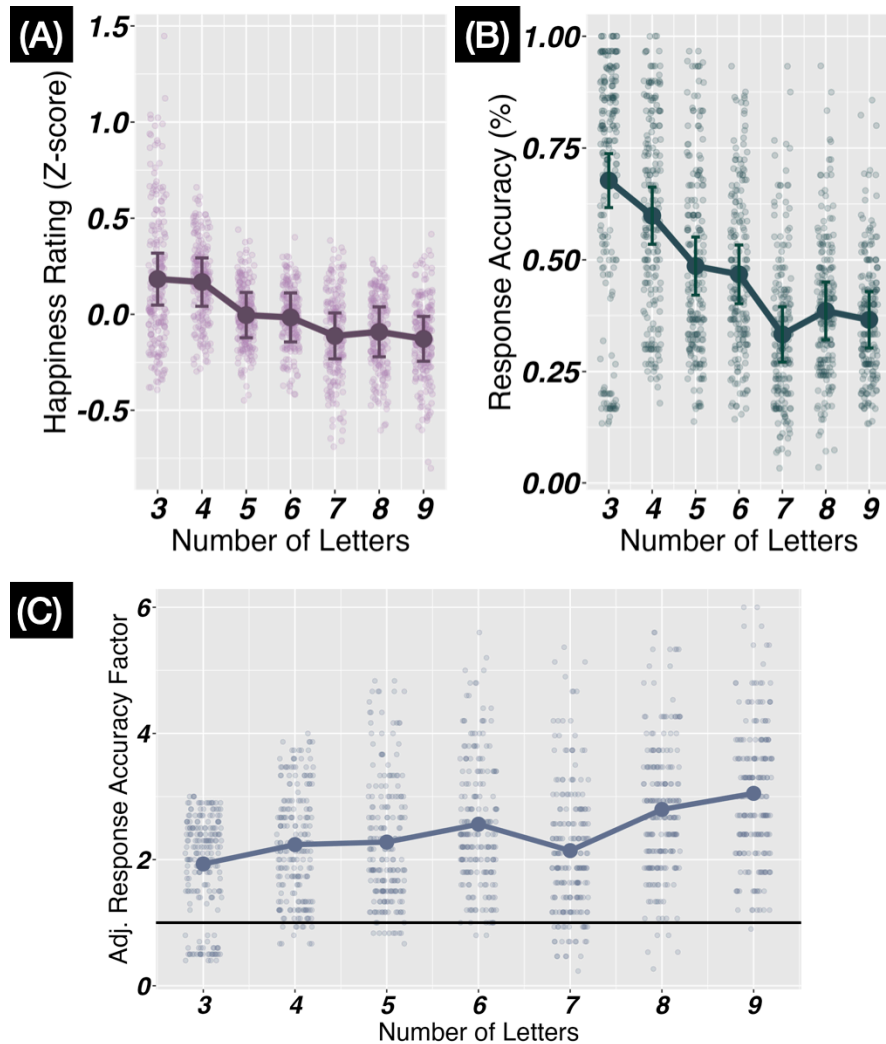 (A)
Happiness Rating (Z-score)
1.5
1.0
0.5
0.0
-0.5
3 4 5 6 7 8 9
Number of Letters
(B)
Response Accuracy (%)
1.00
0.75
0.50
0.25
0.00
3 4 5 6 7 8 9
Number of Letters
(C)
Adj. Response Accuracy Factor
6
4
2
0
3 4 5 6 7 8 9
Number of Letters